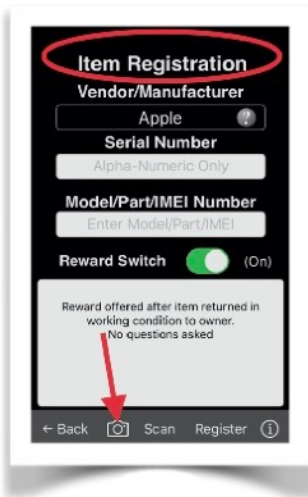 Item Registration
Vendor/Manufacturer
Apple ?
Serial Number
Alpha-Numeric Only
Model/Part/IMEI Number
Enter Model/Part/IMEI
Reward Switch (On)
Reward offered after item returned in
working condition to owner.
No questions asked
← Back Scan Register i